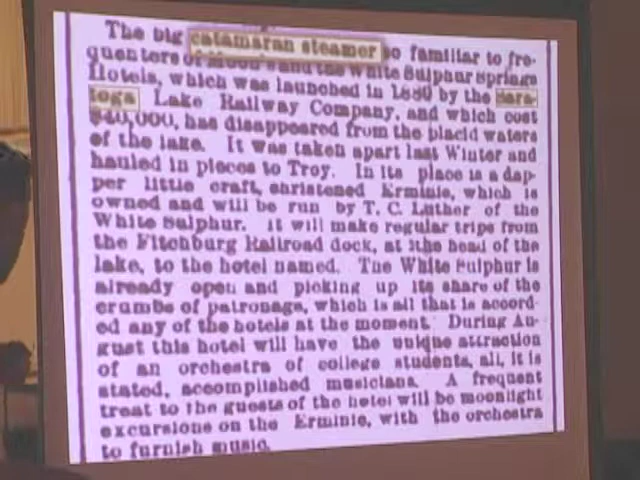 The big catamaran steamer so familiar to fre-
quenters of Moon's and the White Sulphur Springs
Hotels, which was launched in 1880 by the Sara-
toga Lake Railway Company, and which cost
$40,000, has disappeared from the placid waters
of the lake. It was taken apart last Winter and
hauled in pieces to Troy. In its place is a dap-
per little craft, christened Erminie, which is
owned and will be run by T. C. Luther of the
White Sulphur. It will make regular trips from
the Fitchburg Railroad dock, at the head of the
lake, to the hotel named. The White Sulphur is
already open and picking up its share of the
crumbs of patronage, which is all that is accord-
ed any of the hotels at the moment. During Au-
gust this hotel will have the unique attraction
of an orchestra of college students, all, it is
stated, accomplished musicians. A frequent
treat to the guests of the hotel will be moonlight
excursions on the Erminie, with the orchestra
to furnish music.